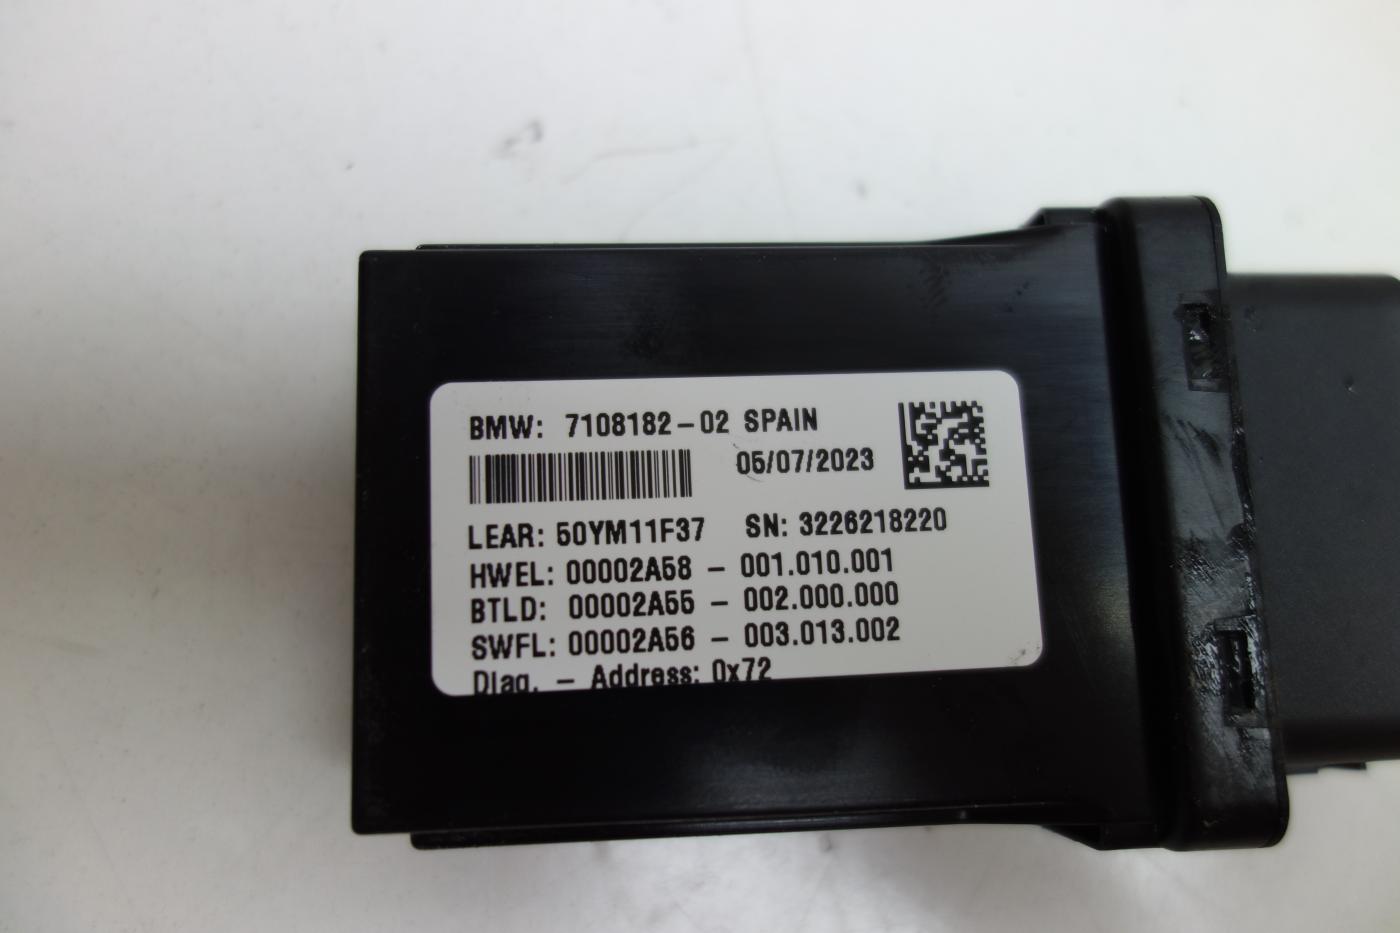 BMW: 7108182-02 SPAIN
05/07/2023
LEAR: 50YM11F37 SN: 3226218220
HWEL: 00002A58 - 001.010.001
BTLD: 00002A55 - 002.000.000
SWFL: 00002A56 - 003.013.002
Diag. - Address: 0x72